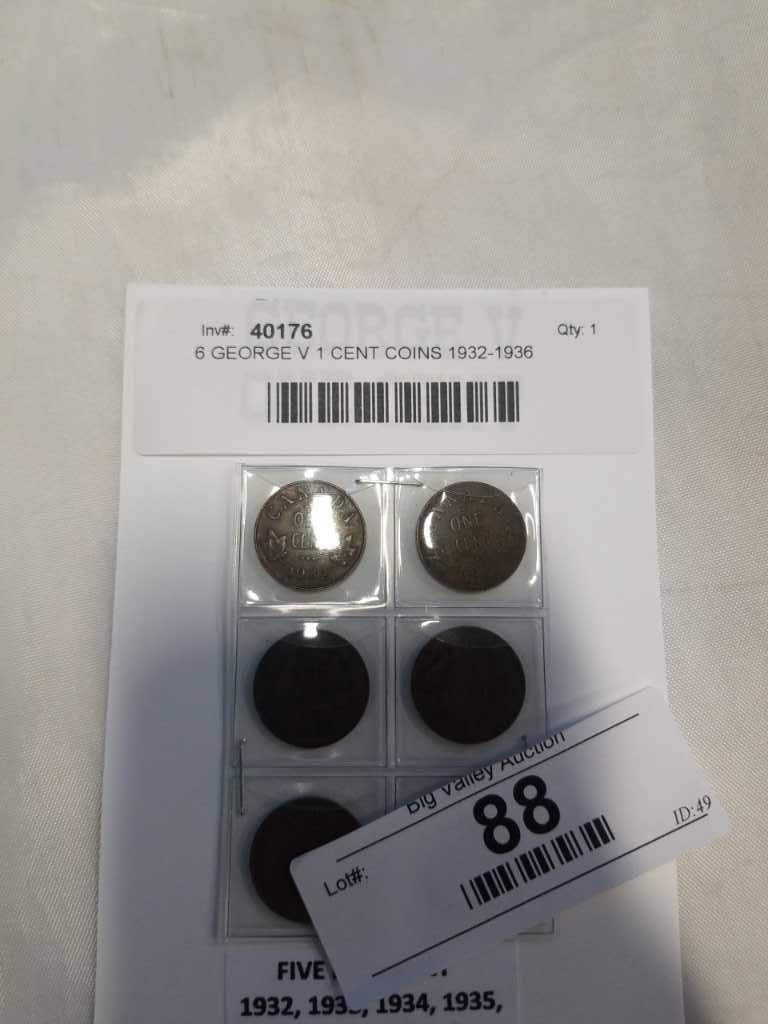 Inv#: 40176 Qty: 1
6 GEORGE V 1 CENT COINS 1932-1936
CANADA
ONE
CENT
ONE
CENT
Big Valley Auction
Lot#: 88 ID:49
FIVE
1932, 1933, 1934, 1935,